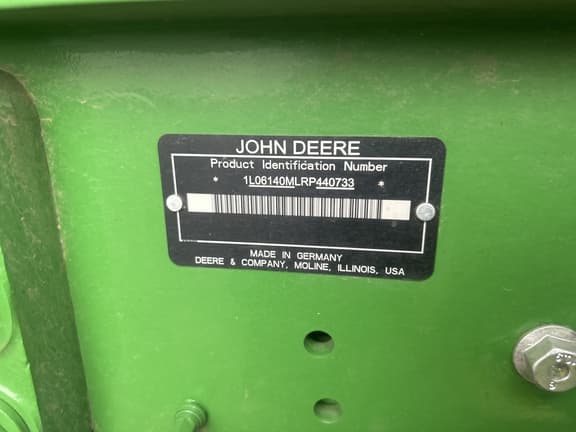 JOHN DEERE
Product Identification Number
* 1L06140MLRP440733 *
MADE IN GERMANY
DEERE & COMPANY, MOLINE, ILLINOIS, USA